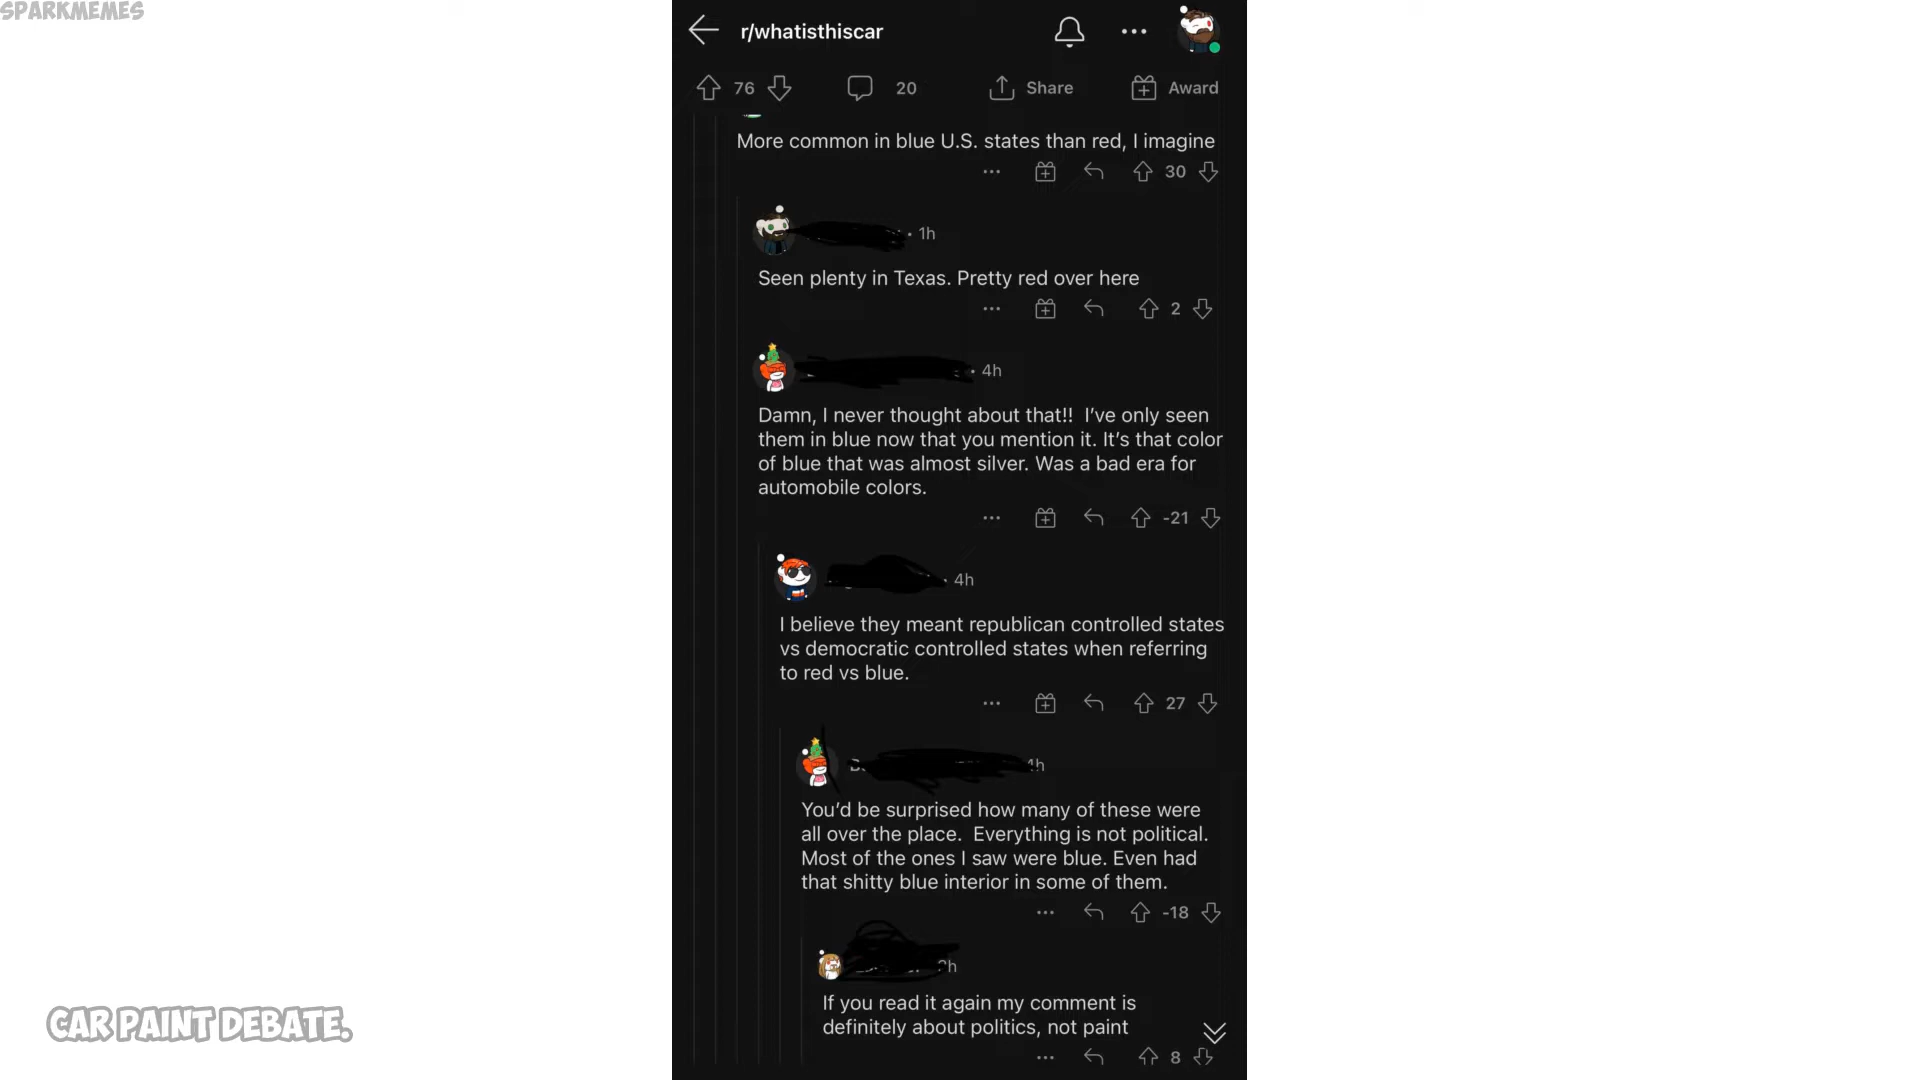 SPARKMEMES
r/whatisthiscar
76 20 Share Award
More common in blue U.S. states than red, I imagine
30
• 1h
Seen plenty in Texas. Pretty red over here
2
• 4h
Damn, I never thought about that!! I’ve only seen
them in blue now that you mention it. It’s that color
of blue that was almost silver. Was a bad era for
automobile colors.
-21
• 4h
I believe they meant republican controlled states
vs democratic controlled states when referring
to red vs blue.
27
4h
You’d be surprised how many of these were
all over the place. Everything is not political.
Most of the ones I saw were blue. Even had
that shitty blue interior in some of them.
-18
If you read it again my comment is
definitely about politics, not paint
8
CAR PAINT DEBATE.